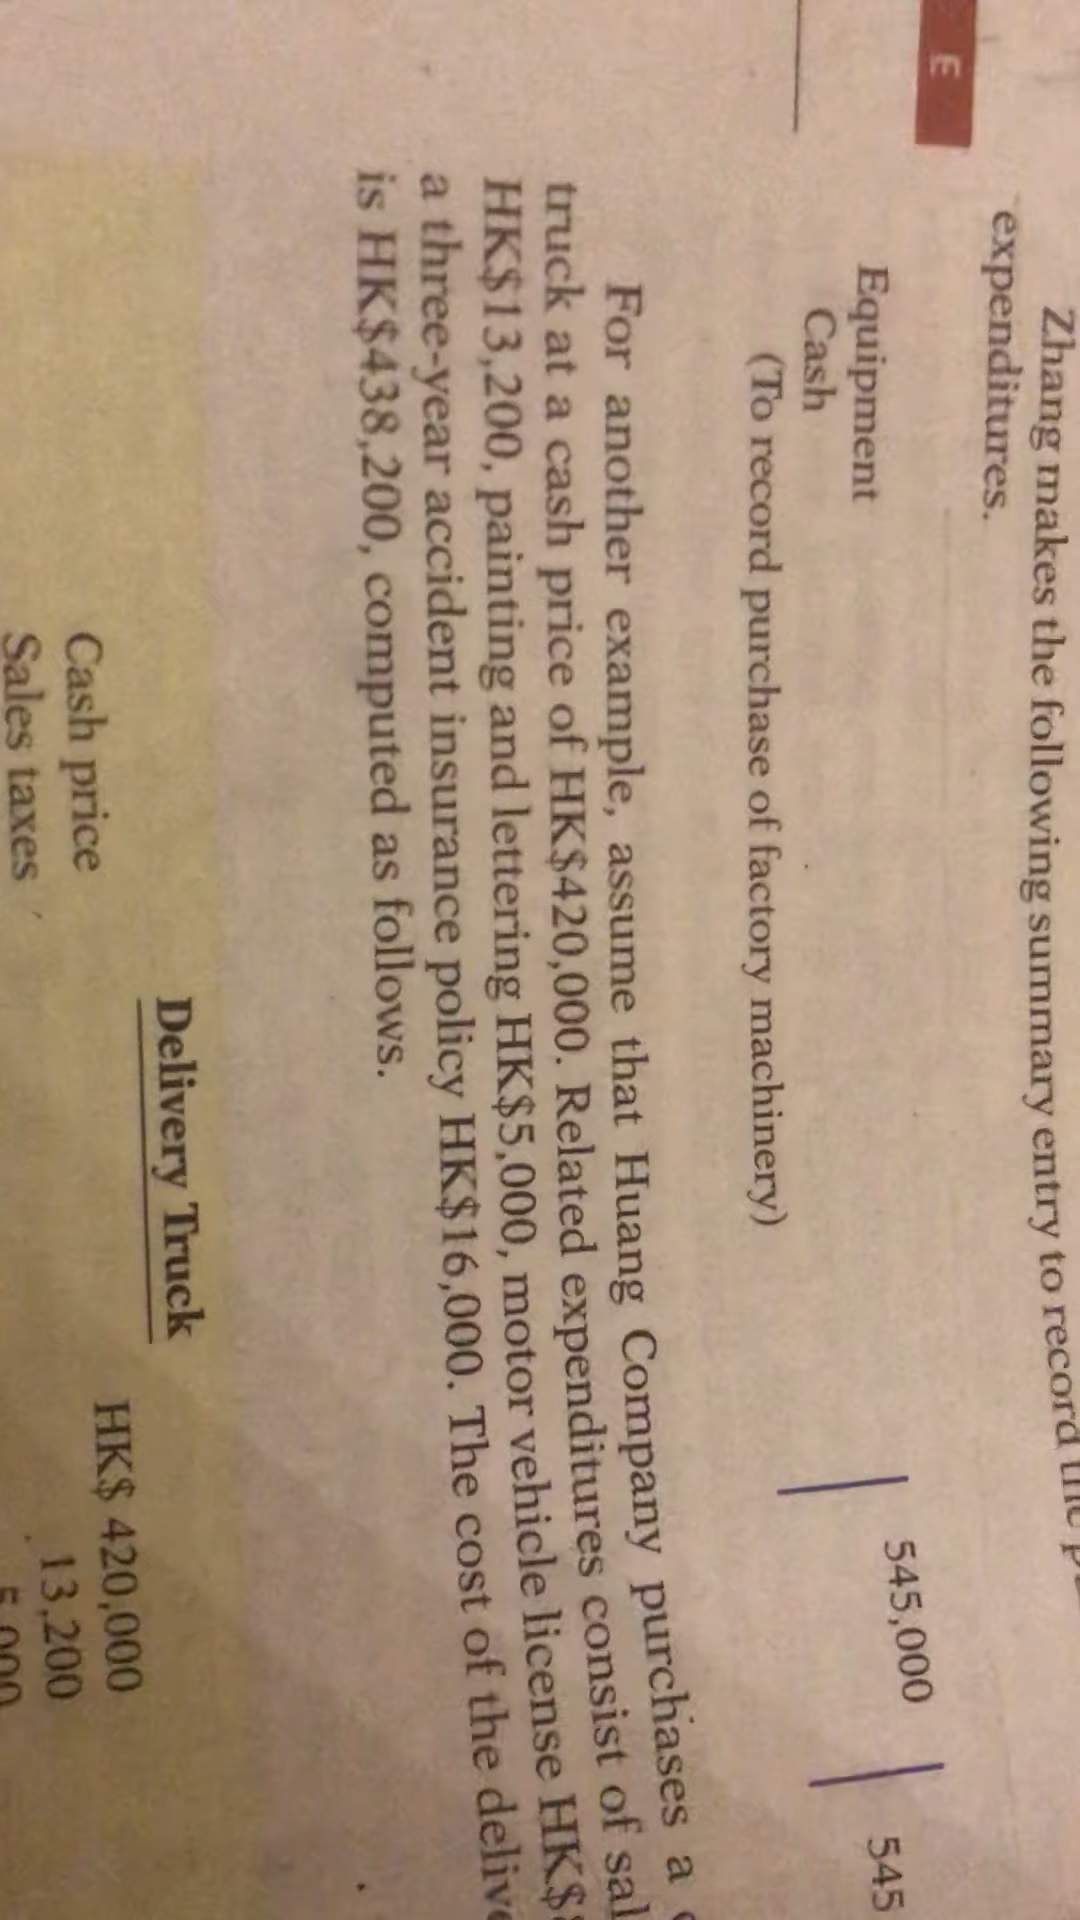 E
Zhang makes the following summary entry to record the
expenditures.
Equipment 545,000
Cash 545
(To record purchase of factory machinery)
For another example, assume that Huang Company purchases a
truck at a cash price of HK$420,000. Related expenditures consist of sal
HK$13,200, painting and lettering HK$5,000, motor vehicle license HK$
a three-year accident insurance policy HK$16,000. The cost of the delive
is HK$438,200, computed as follows.
Delivery Truck
Cash price HK$ 420,000
Sales taxes 13,200
5,000